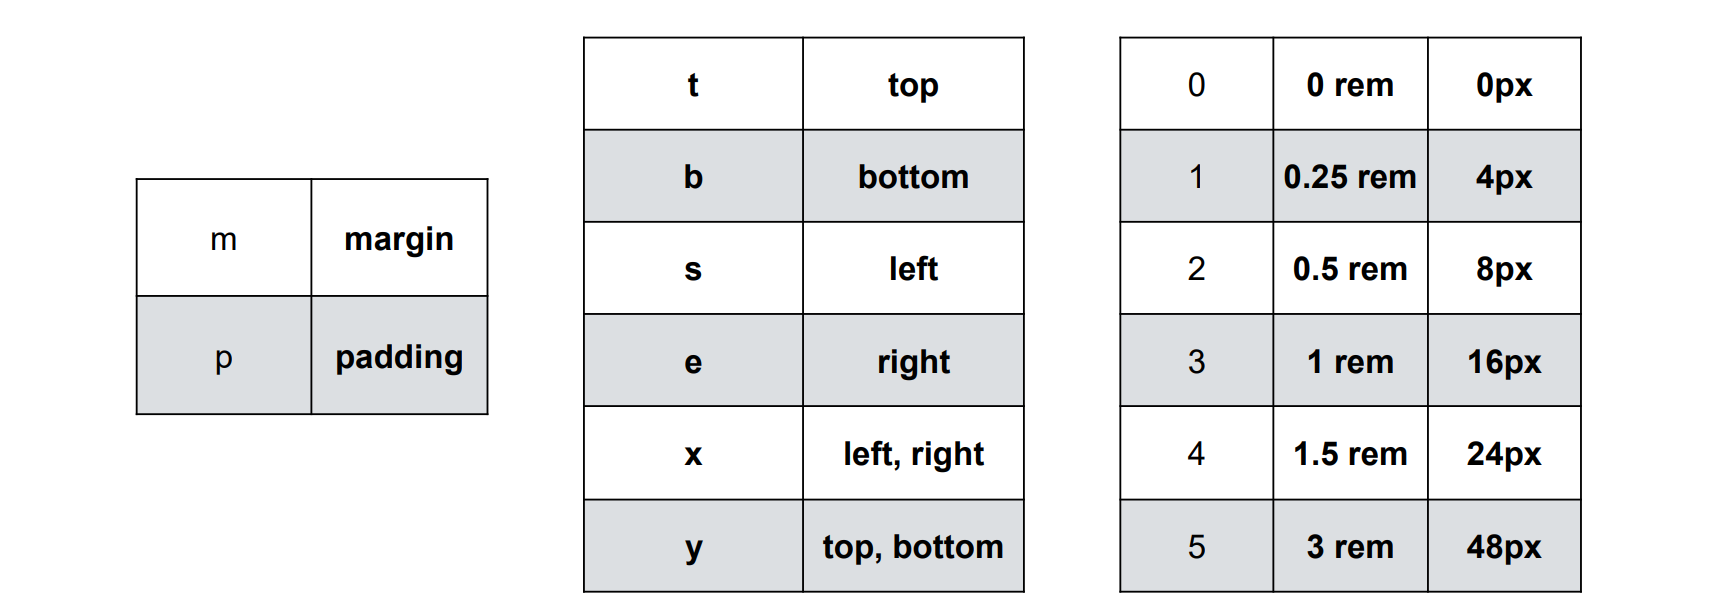 m margin
p padding
t top
b bottom
s left
e right
x left, right
y top, bottom
0 0 rem 0px
1 0.25 rem 4px
2 0.5 rem 8px
3 1 rem 16px
4 1.5 rem 24px
5 3 rem 48px